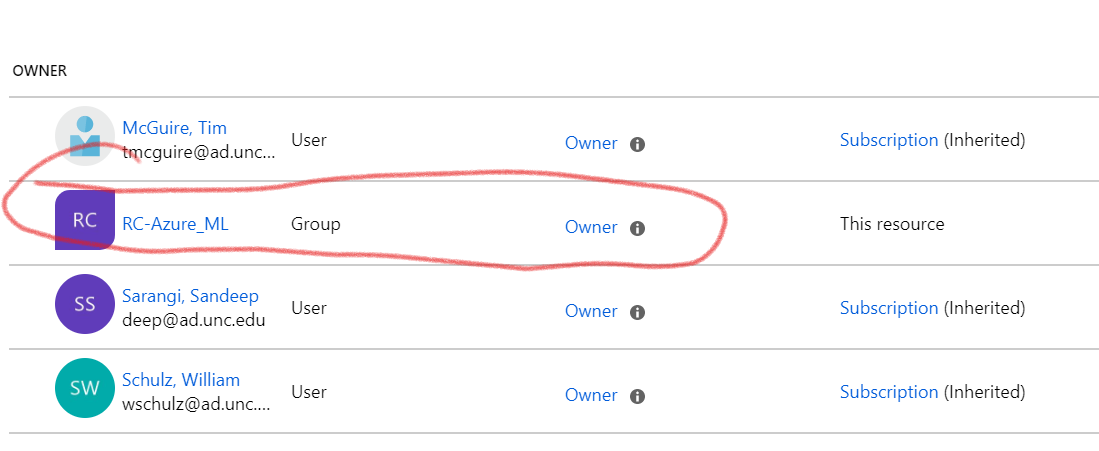 OWNER
McGuire, Tim
tmcguire@ad.unc...
User
Owner
Subscription (Inherited)
RC
RC-Azure_ML
Group
Owner
This resource
SS
Sarangi, Sandeep
deep@ad.unc.edu
User
Owner
Subscription (Inherited)
SW
Schulz, William
wschulz@ad.unc....
User
Owner
Subscription (Inherited)